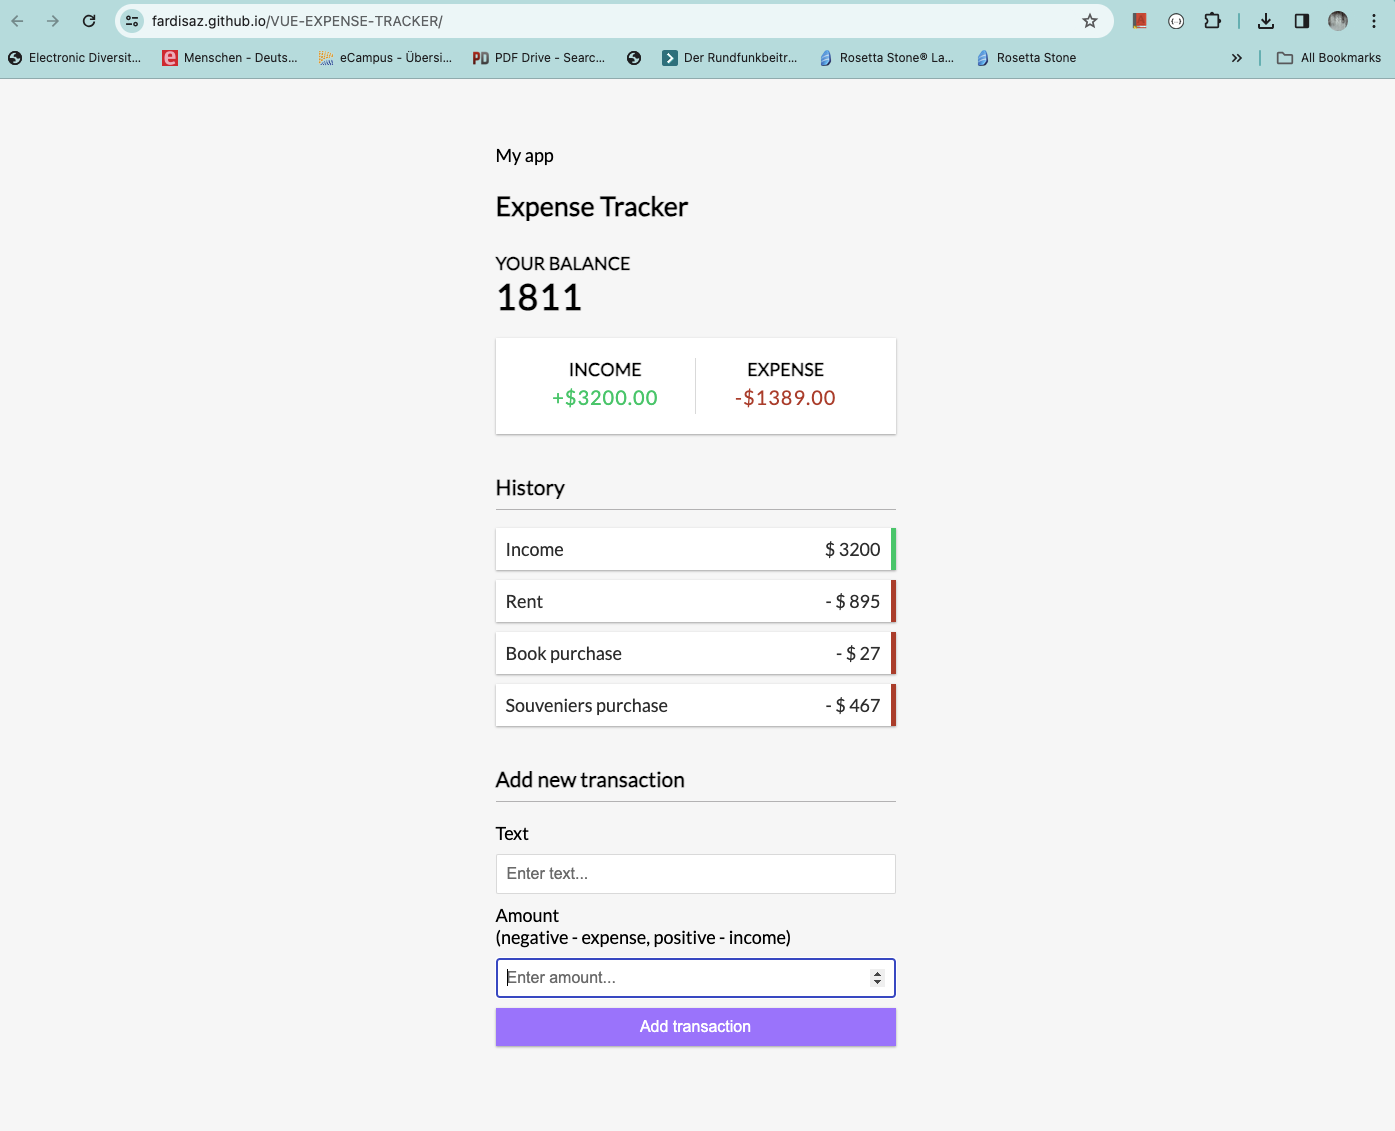 fardisaz.github.io/VUE-EXPENSE-TRACKER/
Electronic Diversit... Menschen - Deuts... eCampus - Übersi... PDF Drive - Searc... Der Rundfunkbeitr... Rosetta Stone® La... Rosetta Stone » All Bookmarks
My app
Expense Tracker
YOUR BALANCE
1811
INCOME EXPENSE
+$3200.00 -$1389.00
History
Income $ 3200
Rent - $ 895
Book purchase - $ 27
Souveniers purchase - $ 467
Add new transaction
Text
Enter text...
Amount
(negative - expense, positive - income)
Enter amount...
Add transaction